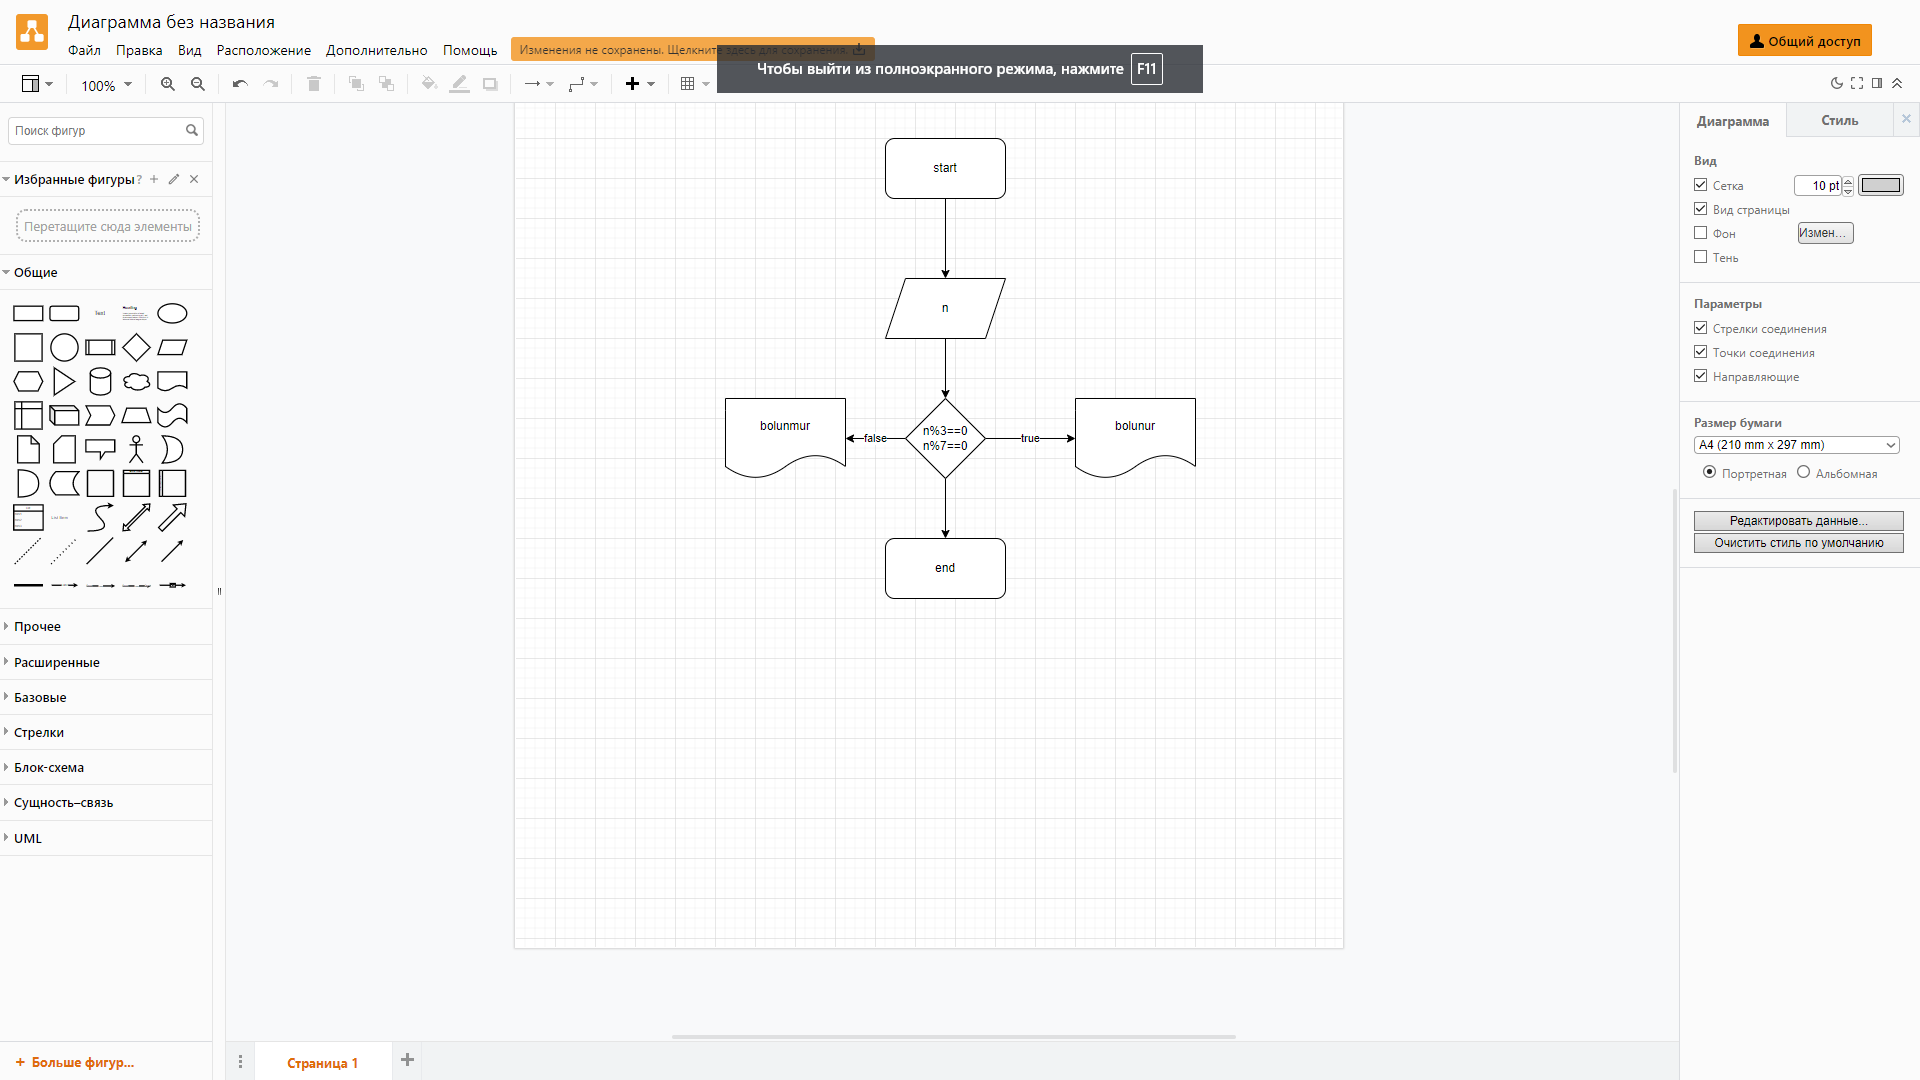 Диаграмма без названия
Файл Правка Вид Расположение Дополнительно Помощь
Изменения не сохранены. Щелкните здесь для сохранения.
Общий доступ
Чтобы выйти из полноэкранного режима, нажмите F11
100%
Поиск фигур
Избранные фигуры ?
Перетащите сюда элементы
Общие
Text
Прочее
Расширенные
Базовые
Стрелки
Блок-схема
Сущность–связь
UML
+ Больше фигур...
start
n
bolunmur
false
n%3==0
n%7==0
true
bolunur
end
Страница 1
Диаграмма Стиль
Вид
Сетка 10 pt
Вид страницы
Фон Измен...
Тень
Параметры
Стрелки соединения
Точки соединения
Направляющие
Размер бумаги
A4 (210 mm x 297 mm)
Портретная Альбомная
Редактировать данные...
Очистить стиль по умолчанию